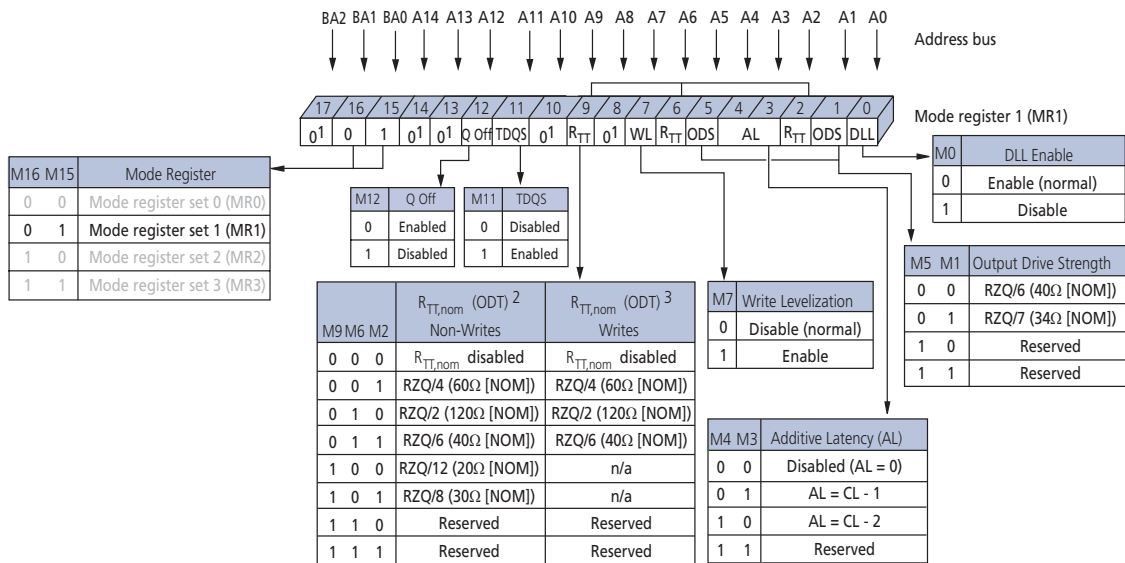 BA2 BA1 BA0 A14 A13 A12 A11 A10 A9 A8 A7 A6 A5 A4 A3 A2 A1 A0
Address bus
17 16 15 14 13 12 11 10 9 8 7 6 5 4 3 2 1 0
Mode register 1 (MR1)
0¹ 0 1 0¹ 0¹ Q Off TDQS 0¹ R_TT 0¹ WL R_TT ODS AL R_TT ODS DLL
M16 M15 Mode Register
0 0 Mode register set 0 (MR0)
0 1 Mode register set 1 (MR1)
1 0 Mode register set 2 (MR2)
1 1 Mode register set 3 (MR3)
M12 Q Off
0 Enabled
1 Disabled
M11 TDQS
0 Disabled
1 Enabled
M0 DLL Enable
0 Enable (normal)
1 Disable
M5 M1 Output Drive Strength
0 0 RZQ/6 (40Ω [NOM])
0 1 RZQ/7 (34Ω [NOM])
1 0 Reserved
1 1 Reserved
M9 M6 M2 R_TT,nom (ODT) 2 Non-Writes R_TT,nom (ODT) 3 Writes
0 0 0 R_TT,nom disabled R_TT,nom disabled
0 0 1 RZQ/4 (60Ω [NOM]) RZQ/4 (60Ω [NOM])
0 1 0 RZQ/2 (120Ω [NOM]) RZQ/2 (120Ω [NOM])
0 1 1 RZQ/6 (40Ω [NOM]) RZQ/6 (40Ω [NOM])
1 0 0 RZQ/12 (20Ω [NOM]) n/a
1 0 1 RZQ/8 (30Ω [NOM]) n/a
1 1 0 Reserved Reserved
1 1 1 Reserved Reserved
M7 Write Levelization
0 Disable (normal)
1 Enable
M4 M3 Additive Latency (AL)
0 0 Disabled (AL = 0)
0 1 AL = CL - 1
1 0 AL = CL - 2
1 1 Reserved